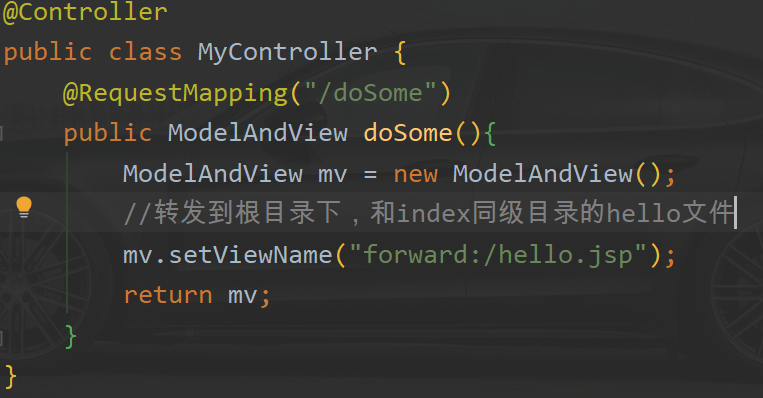 @Controller
public class MyController {
@RequestMapping("/doSome")
public ModelAndView doSome(){
ModelAndView mv = new ModelAndView();
//转发到根目录下，和index同级目录的hello文件
mv.setViewName("forward:/hello.jsp");
return mv;
}
}